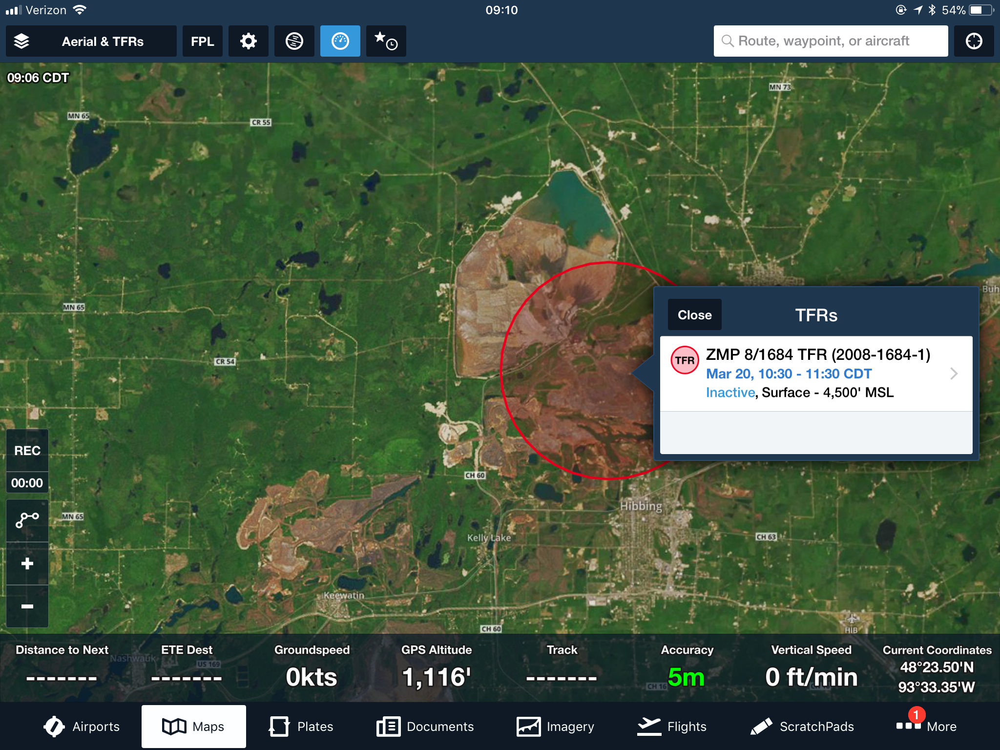 Verizon
09:10
54%
Aerial & TFRs
FPL
Route, waypoint, or aircraft
09:06 CDT
MN 73
MN 65
CR 55
Buh
MN 65
Close
TFRs
CR 54
TFR
ZMP 8/1684 TFR (2008-1684-1)
Mar 20, 10:30 - 11:30 CDT
Inactive, Surface - 4,500' MSL
REC
00:00
CH 60
Hibbing
MN 65
Kelly Lake
CH 63
Keewatin
CH 60
HIB
Distance to Next
ETE Dest
Groundspeed
GPS Altitude
Track
Accuracy
Vertical Speed
Current Coordinates
Nashwauk
US 169
-------
-------
0kts
1,116'
-------
5m
0 ft/min
48°23.50'N
93°33.35'W
CH 16
Airports
Maps
Plates
Documents
Imagery
Flights
ScratchPads
1
More